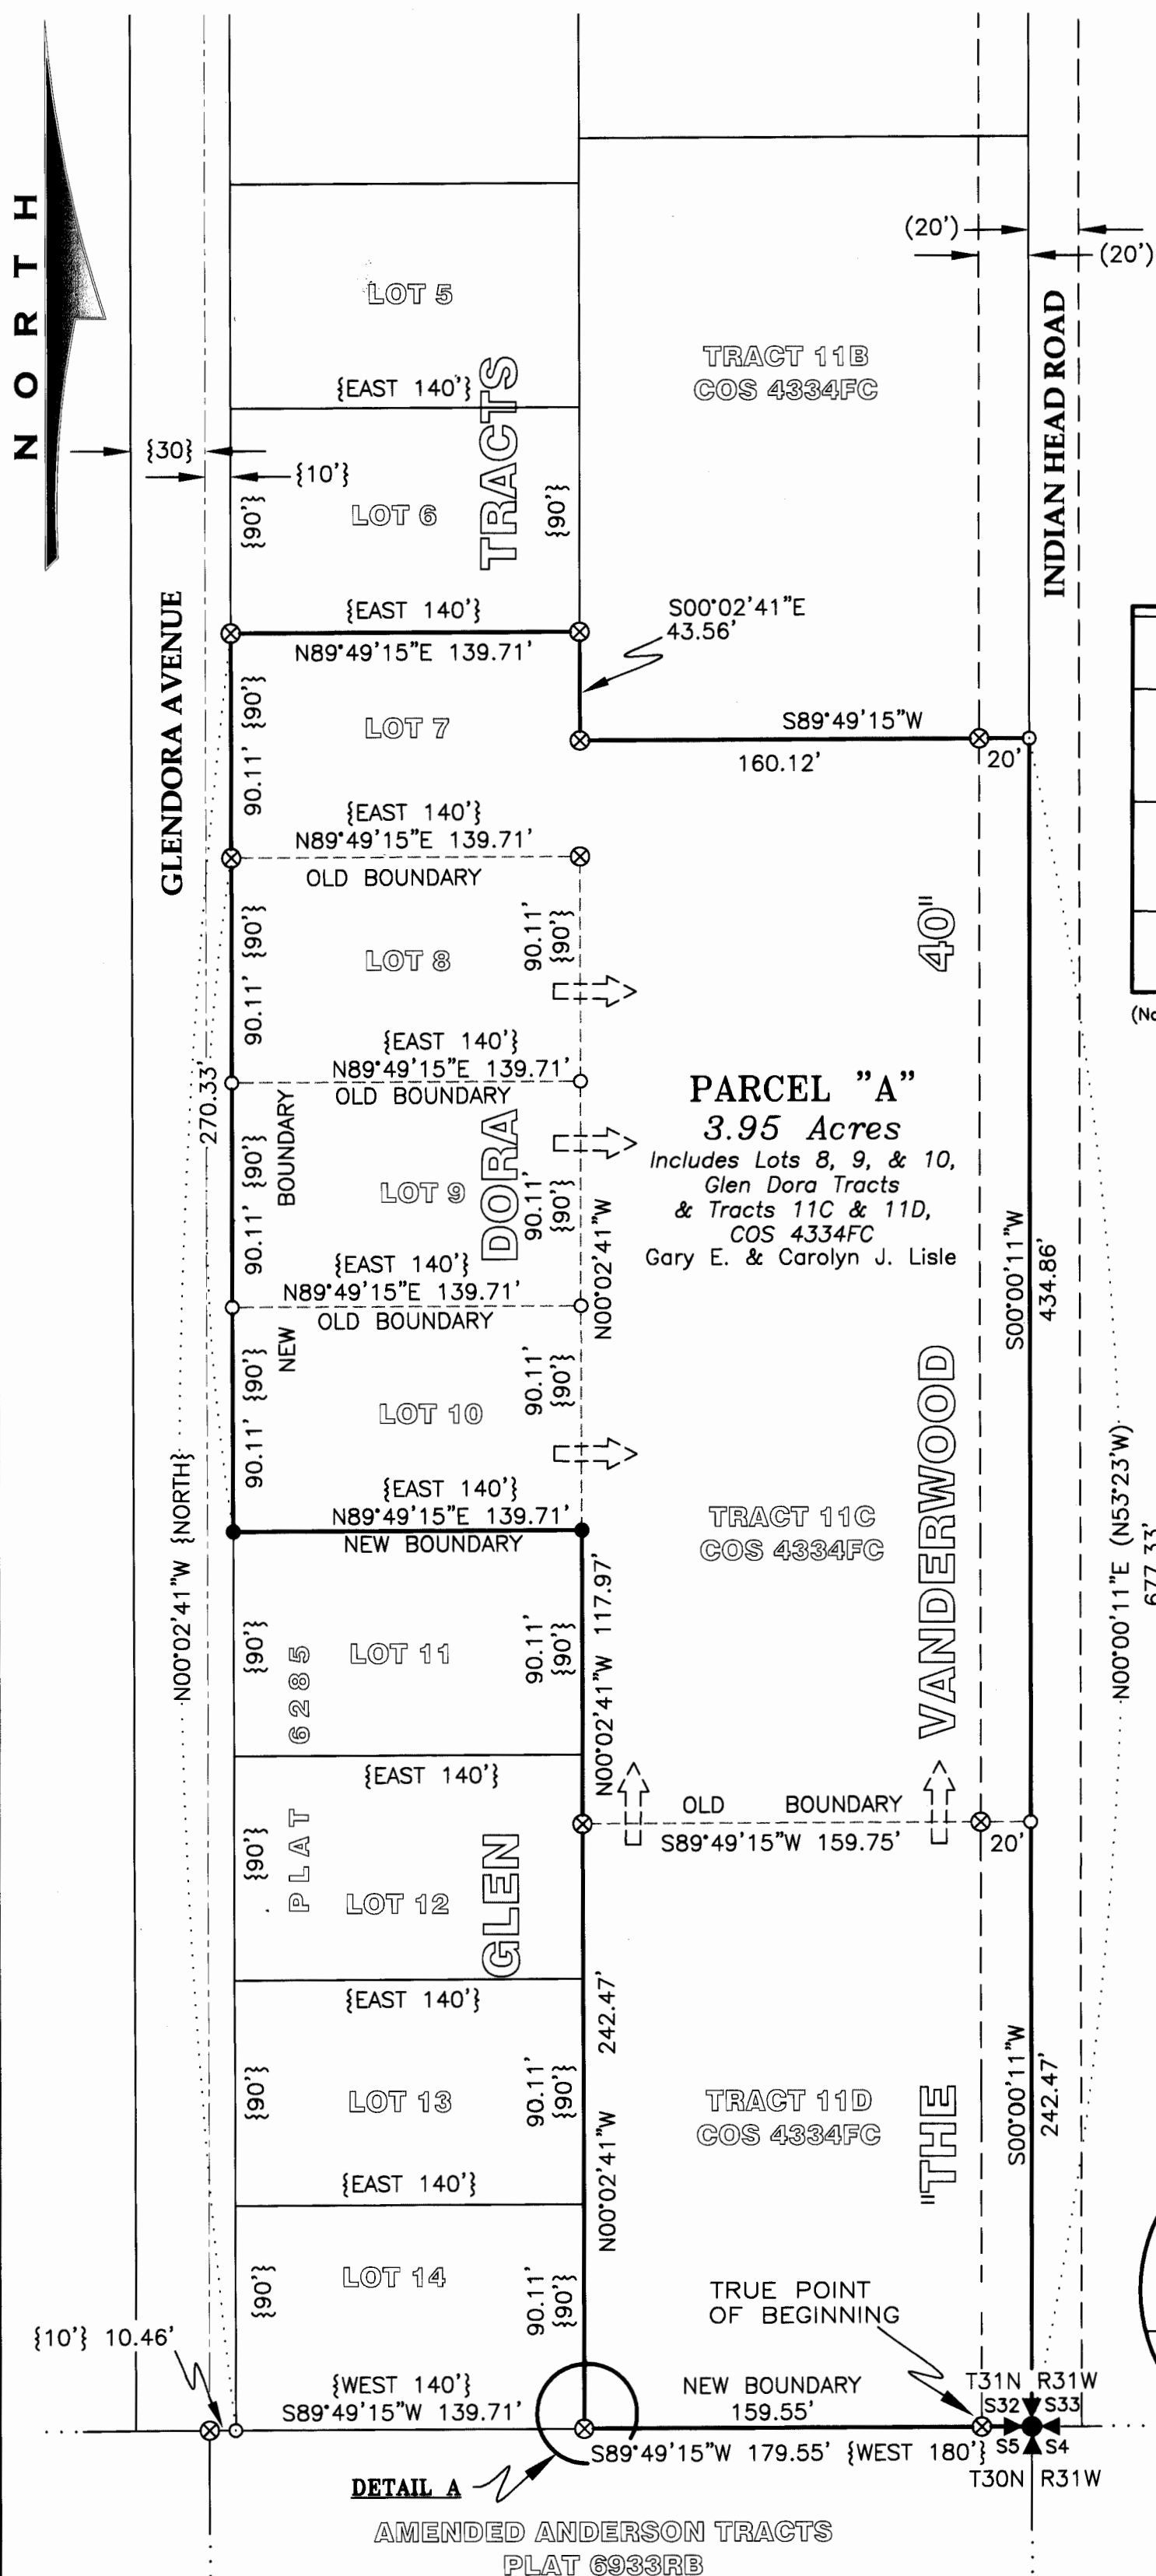 NORTH
(20')
(20')
LOT 5
TRACT 11B
COS 4334FC
INDIAN HEAD ROAD
{EAST 140'}
TRACTS
{30}
{10'}
{90'}
LOT 6
{90'}
GLENDORA AVENUE
{EAST 140'}
N89°49'15"E 139.71'
S00°02'41"E
43.56'
{90'}
90.11'
LOT 7
S89°49'15"W
160.12'
20'
{EAST 140'}
N89°49'15"E 139.71'
OLD BOUNDARY
{90'}
90.11'
LOT 8
90.11'
{90'}
40"
{EAST 140'}
N89°49'15"E 139.71'
OLD BOUNDARY
270.33'
PARCEL "A"
3.95 Acres
Includes Lots 8, 9, & 10,
Glen Dora Tracts
& Tracts 11C & 11D,
COS 4334FC
Gary E. & Carolyn J. Lisle
(No
BOUNDARY
{90'}
90.11'
LOT 9
DORA
90.11'
{90'}
N00°02'41"W
S00°00'11"W
434.86'
{EAST 140'}
N89°49'15"E 139.71'
OLD BOUNDARY
NEW
{90'}
90.11'
LOT 10
90.11'
{90'}
VANDERWOOD
{EAST 140'}
N89°49'15"E 139.71'
NEW BOUNDARY
N00°02'41"W {NORTH}
TRACT 11C
COS 4334FC
N00°00'11"E (N53°23'W)
677.33'
{90'}
6285
LOT 11
90.11'
{90'}
N00°02'41"W 117.97'
{EAST 140'}
OLD BOUNDARY
S89°49'15"W 159.75'
20'
{90'}
PLAT
LOT 12
GLEN
{EAST 140'}
242.47'
{90'}
LOT 13
90.11'
{90'}
N00°02'41"W
TRACT 11D
COS 4334FC
"THE
S00°00'11"W
242.47'
{EAST 140'}
{90'}
LOT 14
90.11'
{90'}
TRUE POINT
OF BEGINNING
{10'} 10.46'
{WEST 140'}
S89°49'15"W 139.71'
NEW BOUNDARY
159.55'
T31N R31W
S32 S33
S5 S4
T30N R31W
S89°49'15"W 179.55' {WEST 180'}
DETAIL A
AMENDED ANDERSON TRACTS
PLAT 6933RB